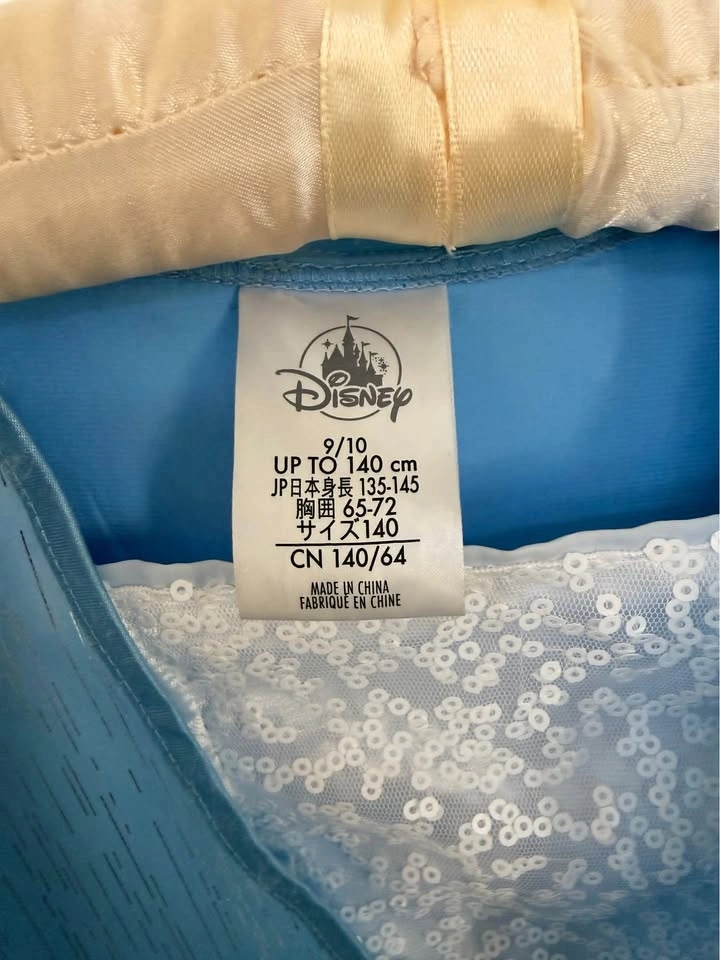 Disney
9/10
UP TO 140 cm
JP日本身長 135-145
胸囲 65-72
サイズ140
CN 140/64
MADE IN CHINA
FABRIQUÉ EN CHINE